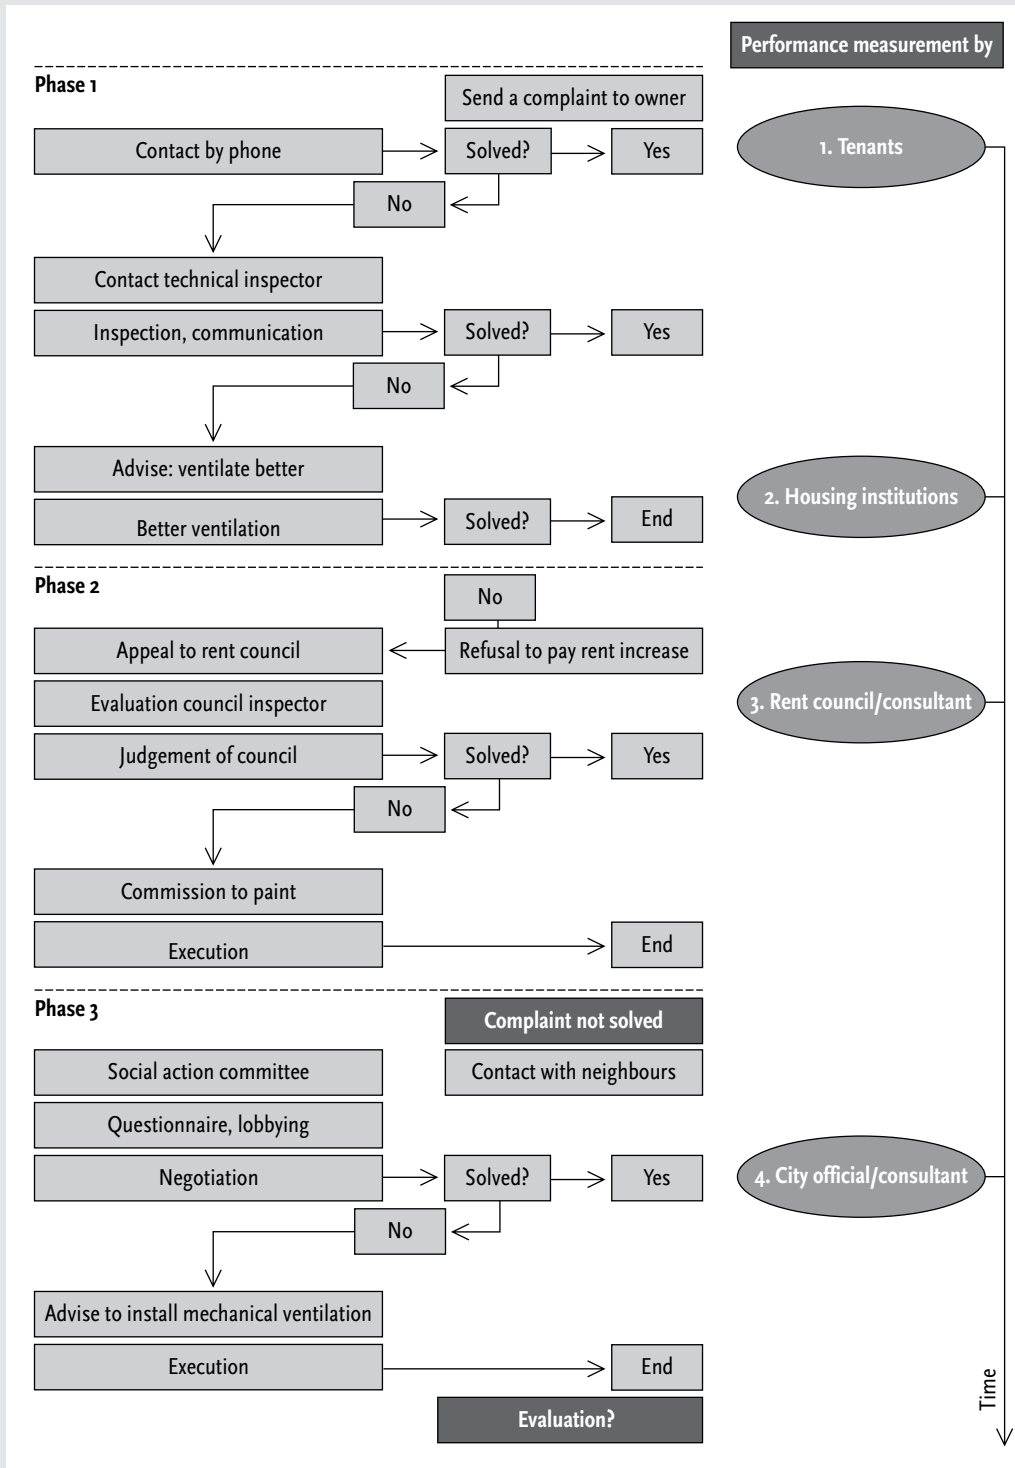 Performance measurement by
Phase 1
Send a complaint to owner
Contact by phone
Solved?
Yes
1. Tenants
No
Contact technical inspector
Inspection, communication
Solved?
Yes
No
Advise: ventilate better
2. Housing institutions
Better ventilation
Solved?
End
Phase 2
No
Appeal to rent council
Refusal to pay rent increase
Evaluation council inspector
3. Rent council/consultant
Judgement of council
Solved?
Yes
No
Commission to paint
Execution
End
Phase 3
Complaint not solved
Social action committee
Contact with neighbours
Questionnaire, lobbying
Negotiation
Solved?
Yes
4. City official/consultant
No
Advise to install mechanical ventilation
Execution
End
Time
Evaluation?